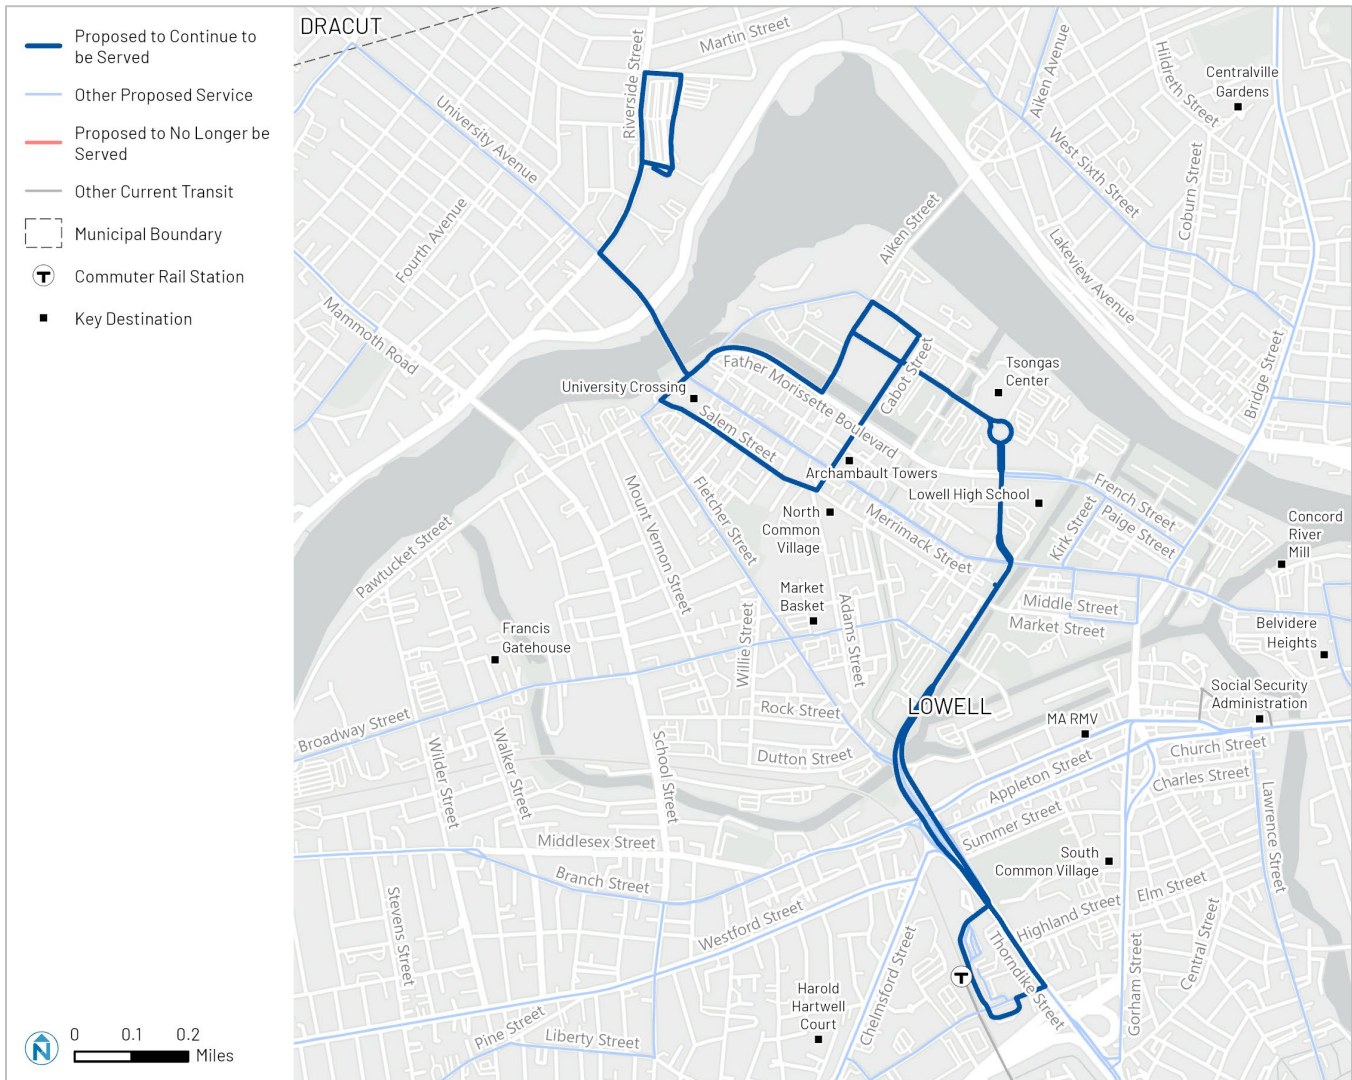 Proposed to Continue to
be Served
Other Proposed Service
Proposed to No Longer be
Served
Other Current Transit
Municipal Boundary
T
Commuter Rail Station
Key Destination
N
0 0.1 0.2
Miles
DRACUT
Martin Street
Riverside Street
University Avenue
Fourth Avenue
Mammoth Road
Aiken Avenue
Hildreth Street
Centralville
Gardens
West Sixth Street
Coburn Street
Aiken Street
Lakeview Avenue
Bridge Street
Tsongas
Center
Cabot Street
Father Morissette Boulevard
University Crossing
Salem Street
Archambault Towers
Lowell High School
North
Common
Village
Merrimack Street
Fletcher Street
Mount Vernon Street
Pawtucket Street
Kirk Street
French Street
Paige Street
Concord
River
Mill
Market
Basket
Adams Street
Willie Street
Middle Street
Market Street
Belvidere
Heights
Francis
Gatehouse
Social Security
Administration
LOWELL
MA RMV
Rock Street
Dutton Street
Broadway Street
Wilder Street
Walker Street
School Street
Church Street
Charles Street
Appleton Street
Summer Street
Lawrence Street
Middlesex Street
Branch Street
South
Common Village
Elm Street
Highland Street
Central Street
Stevens Street
Westford Street
Chelmsford Street
Thorndike Street
Gorham Street
T
Harold
Hartwell
Court
Pine Street
Liberty Street